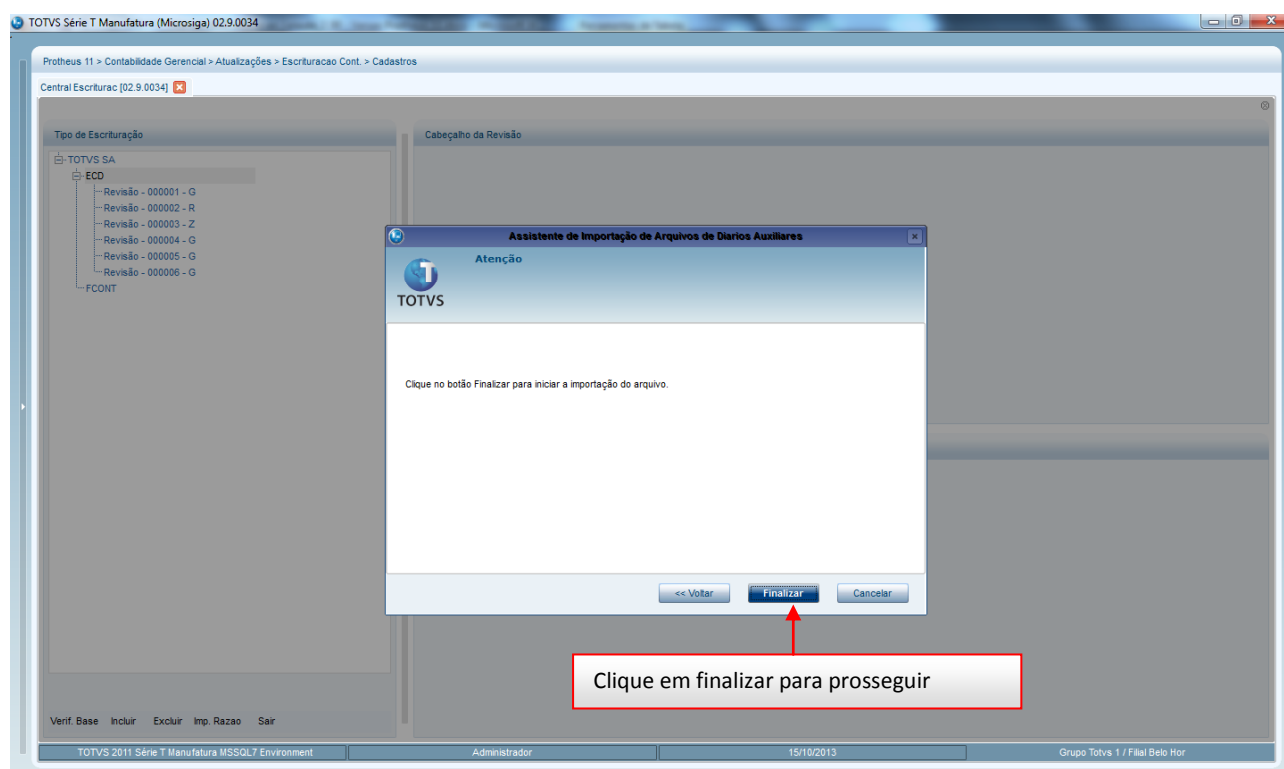 TOTVS Série T Manufatura (Microsiga) 02.9.0034
Protheus 11 > Contabilidade Gerencial > Atualizações > Escrituracao Cont. > Cadastros
Central Escriturac [02.9.0034]
Tipo de Escrituração
Cabeçalho da Revisão
TOTVS SA
ECD
Revisão - 000001 - G
Revisão - 000002 - R
Revisão - 000003 - Z
Revisão - 000004 - G
Revisão - 000005 - G
Revisão - 000006 - G
FCONT
Assistente de Importação de Arquivos de Diarios Auxiliares
Atenção
TOTVS
Clique no botão Finalizar para iniciar a importação do arquivo.
<< Voltar Finalizar Cancelar
Clique em finalizar para prosseguir
Verif. Base Incluir Excluir Imp. Razao Sair
TOTVS 2011 Série T Manufatura MSSQL7 Environment Administrador 15/10/2013 Grupo Totvs 1 / Filial Belo Hor